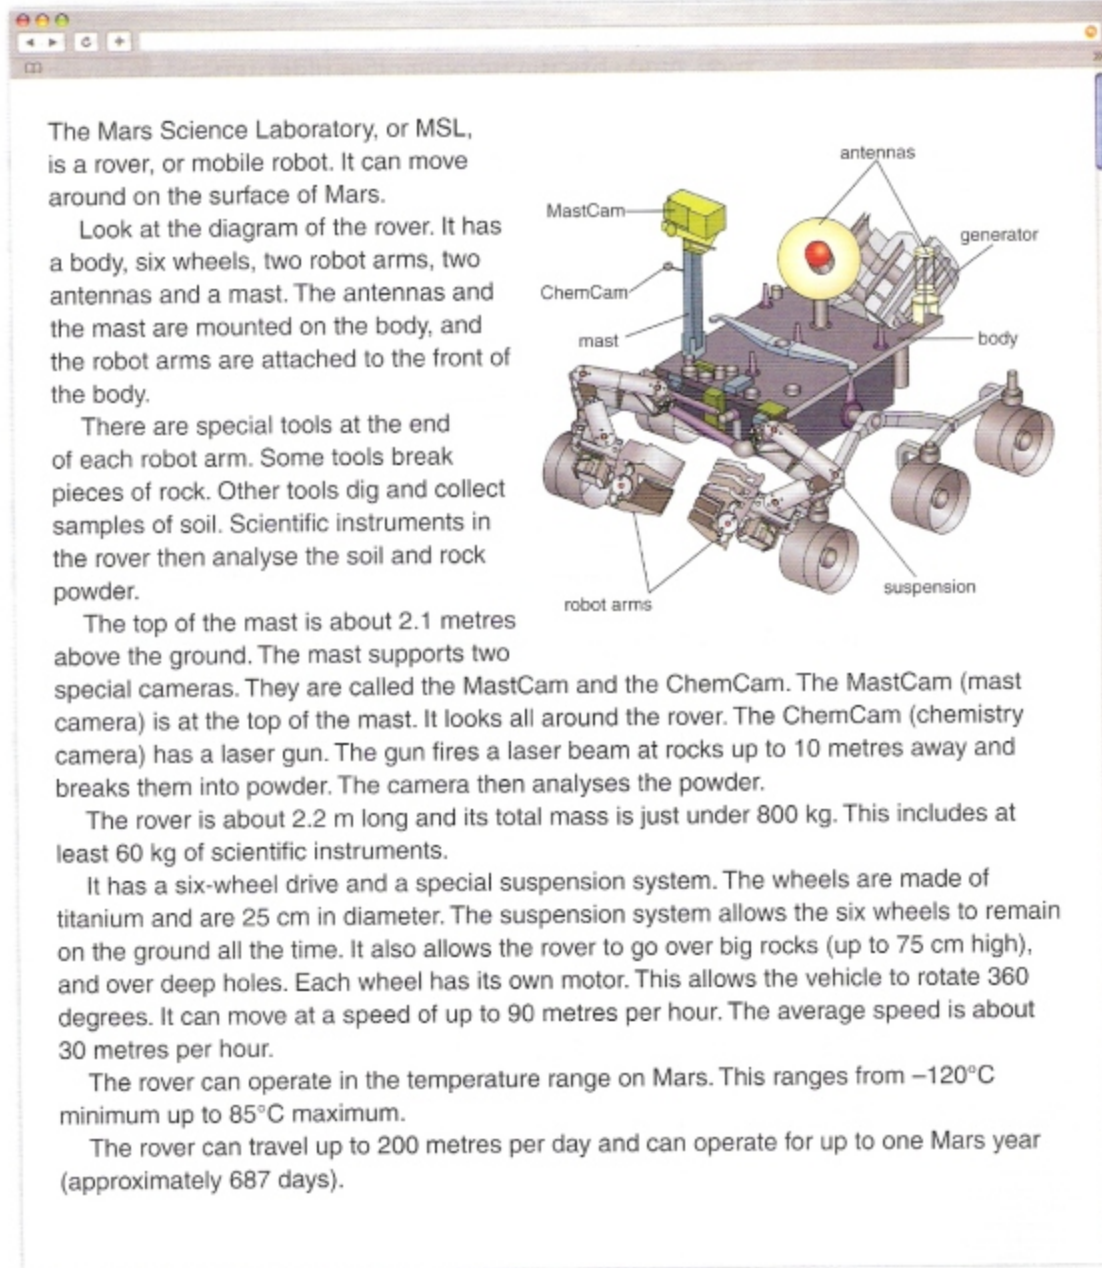 The Mars Science Laboratory, or MSL,
is a rover, or mobile robot. It can move
around on the surface of Mars.
Look at the diagram of the rover. It has
a body, six wheels, two robot arms, two
antennas and a mast. The antennas and
the mast are mounted on the body, and
the robot arms are attached to the front of
the body.
There are special tools at the end
of each robot arm. Some tools break
pieces of rock. Other tools dig and collect
samples of soil. Scientific instruments in
the rover then analyse the soil and rock
powder.
The top of the mast is about 2.1 metres
above the ground. The mast supports two
special cameras. They are called the MastCam and the ChemCam. The MastCam (mast
camera) is at the top of the mast. It looks all around the rover. The ChemCam (chemistry
camera) has a laser gun. The gun fires a laser beam at rocks up to 10 metres away and
breaks them into powder. The camera then analyses the powder.
The rover is about 2.2 m long and its total mass is just under 800 kg. This includes at
least 60 kg of scientific instruments.
It has a six-wheel drive and a special suspension system. The wheels are made of
titanium and are 25 cm in diameter. The suspension system allows the six wheels to remain
on the ground all the time. It also allows the rover to go over big rocks (up to 75 cm high),
and over deep holes. Each wheel has its own motor. This allows the vehicle to rotate 360
degrees. It can move at a speed of up to 90 metres per hour. The average speed is about
30 metres per hour.
The rover can operate in the temperature range on Mars. This ranges from –120°C
minimum up to 85°C maximum.
The rover can travel up to 200 metres per day and can operate for up to one Mars year
(approximately 687 days).
antennas
MastCam
generator
ChemCam
mast
body
suspension
robot arms